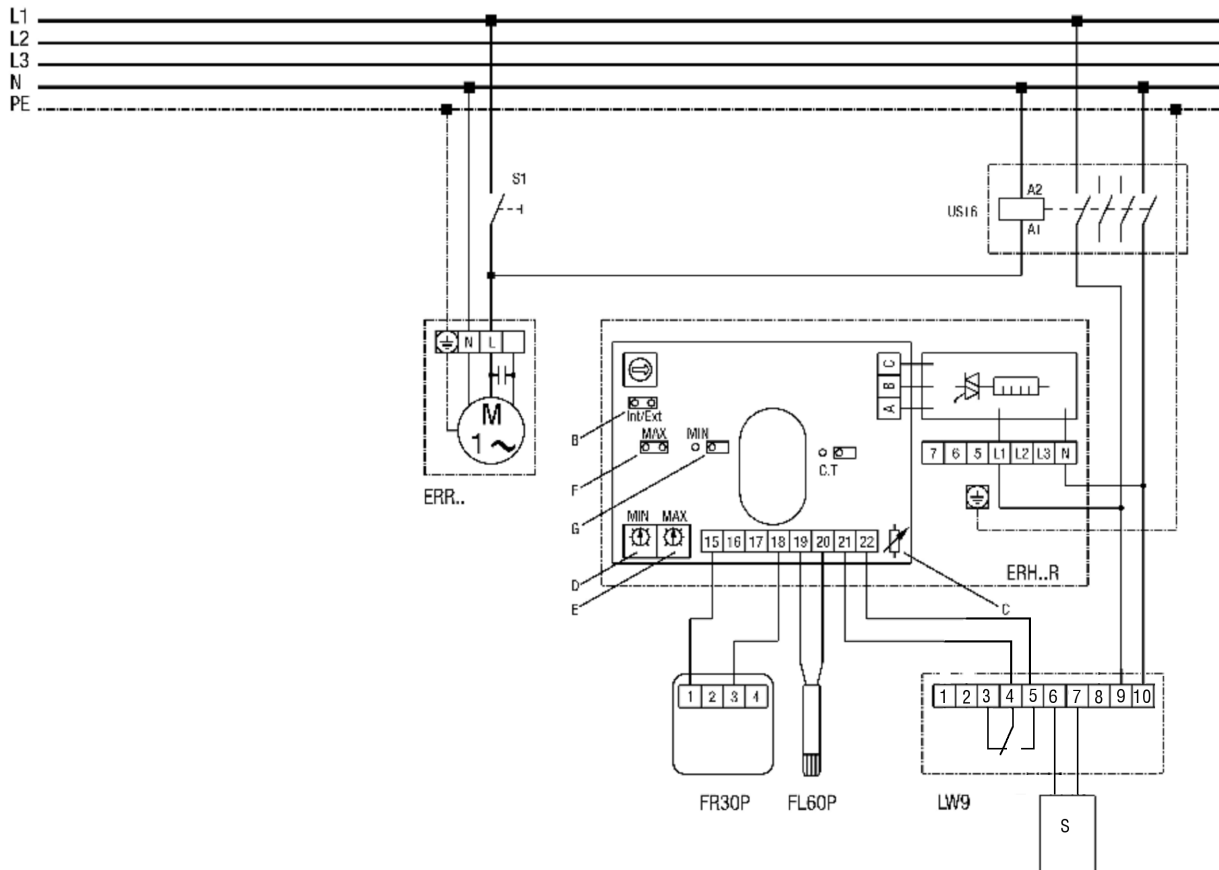 L1
L2
L3
N
PE
S1
A2
US16
A1
N L
M
1 ~
ERR..
B
Int/Ext
MAX MIN
F
G
C.T
C
B
A
7 6 5 L1 L2 L3 N
MIN MAX
15 16 17 18 19 20 21 22
D
E
ERH..R
C
1 2 3 4
1 2 3 4 5 6 7 8 9 10
FR30P
FL60P
LW9
S